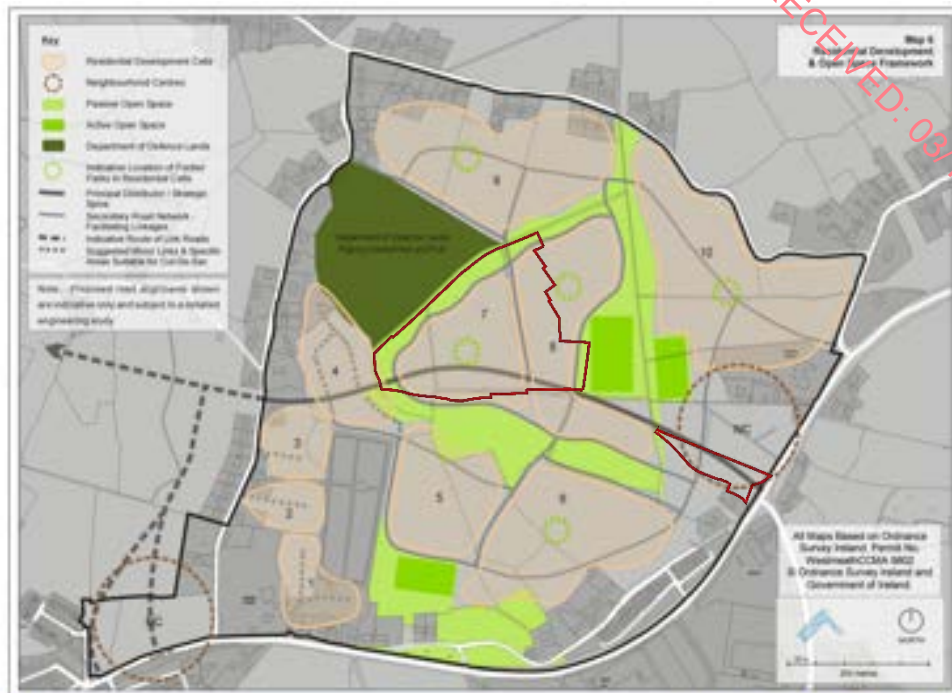 RECEIVED: 03/
Map 6
Residential Development
& Open Space Framework
Key
Residential Development Cells
Neighbourhood Centres
Passive Open Space
Active Open Space
Department of Defence Lands
Indicative Location of Pocket
Parks in Residential Cells
Principal Distributor / Strategic
Spine
Secondary Road Network -
Facilitating Linkages
Indicative Route of Link Roads
Suggested Minor Links & Specific
Areas Suitable for Cul-De-Sac
Note: Proposed road alignments shown
are indicative only and subject to a detailed
engineering study
10
7
4
NC
3
5
2
1
All Maps Based on Ordnance
Survey Ireland. Permit No.
© Ordnance Survey Ireland and
Government of Ireland.
NORTH
metres